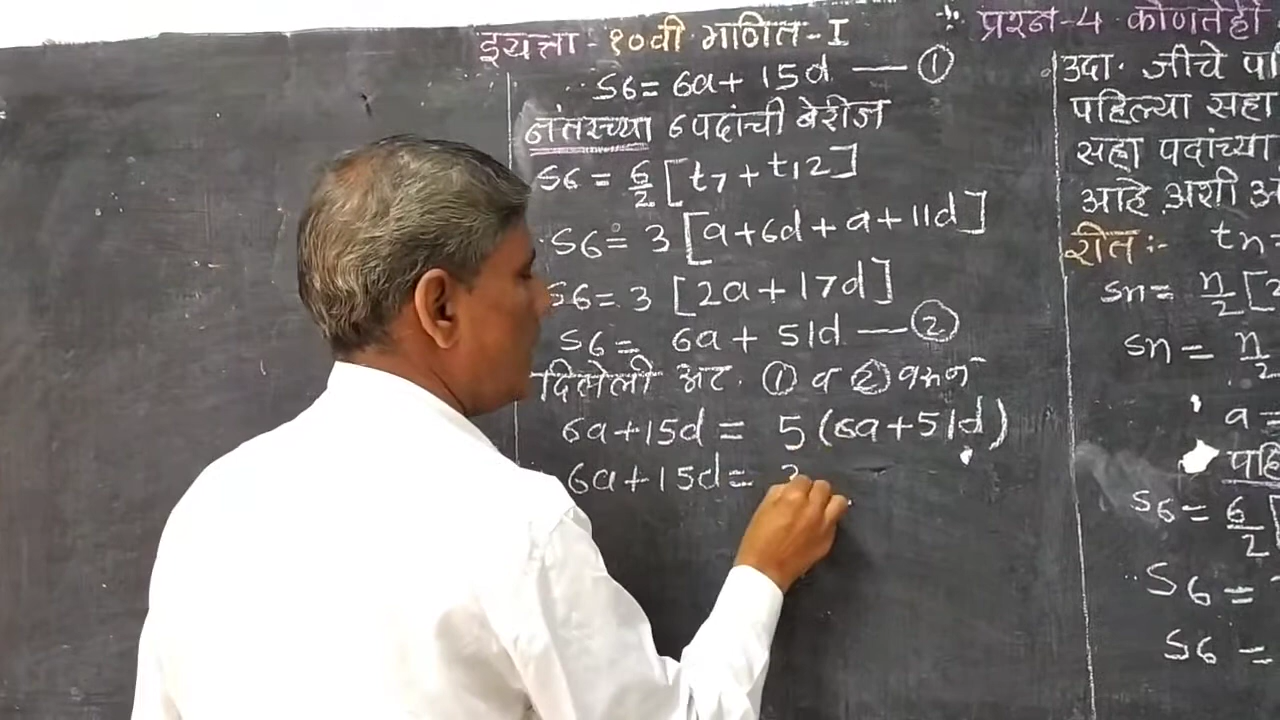 इयत्ता - १०वी गणित - I
S6 = 6a + 15d — ①
नंतरच्या 6 पदांची बेरीज
S6 = 6/2 [t7 + t12]
S6 = 3 [a + 6d + a + 11d]
S6 = 3 [2a + 17d]
S6 = 6a + 51d — ②
दिलेली अट ① व ② वरून
6a + 15d = 5 (6a + 51d)
6a + 15d = 3
प्रश्न-4 कोणतेही
उदा. जीचे
पहिल्या सहा
सहा पदांच्या
आहे. अशी
रीत:- tn =
Sn = n/2 [2
Sn = n/2
a =
S6 = 6/2 [
S6 =
S6 =